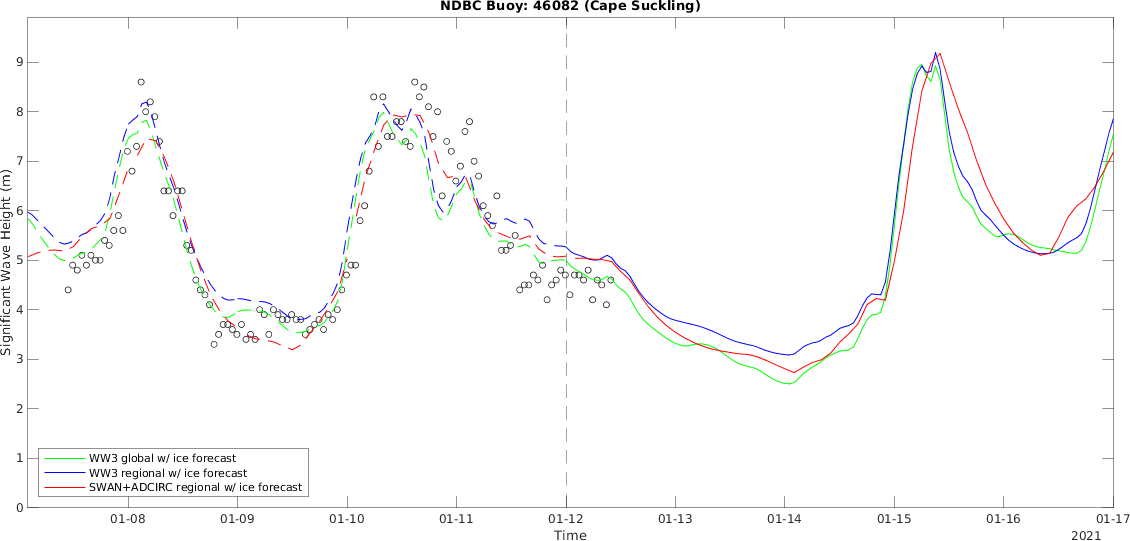 NDBC Buoy: 46082 (Cape Suckling)
Significant Wave Height (m)
9
8
7
6
5
4
3
2
1
0
WW3 global w/ ice forecast
WW3 regional w/ ice forecast
SWAN+ADCIRC regional w/ ice forecast
01-08 01-09 01-10 01-11 01-12 01-13 01-14 01-15 01-16 01-17
Time
2021